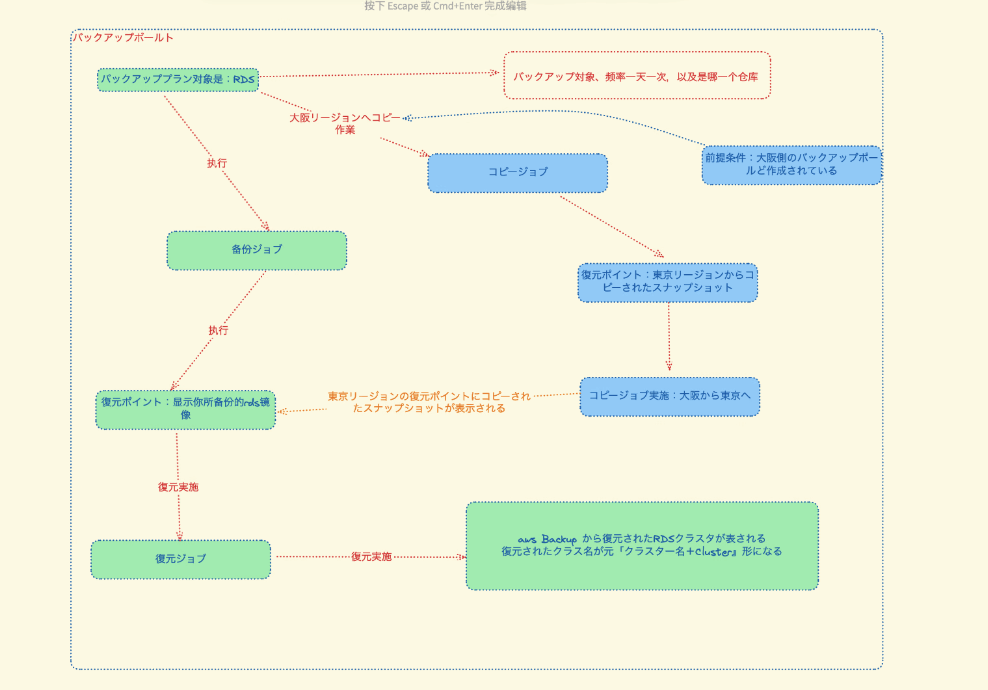 按下 Escape 或 Cmd+Enter 完成编辑
バックアップボールト
バックアッププラン対象是：RDS
バックアップ対象、频率一天一次，以及是哪一个仓库
大阪リージョンへコピー
作業
前提条件：大阪側のバックアップボー
ルど作成されている
执行
コピージョブ
备份ジョブ
復元ポイント：東京リージョンからコ
ピーされたスナップショット
执行
復元ポイント：显示你所备份的rds镜
像
東京リージョンの復元ポイントにコピーされ
たスナップショットが表示される
コピージョブ実施：大阪から東京へ
復元実施
aws Backup から復元されたRDSクラスタが表される
復元されたクラス名が元「クラスター名＋cluster』形になる
復元ジョブ
復元実施